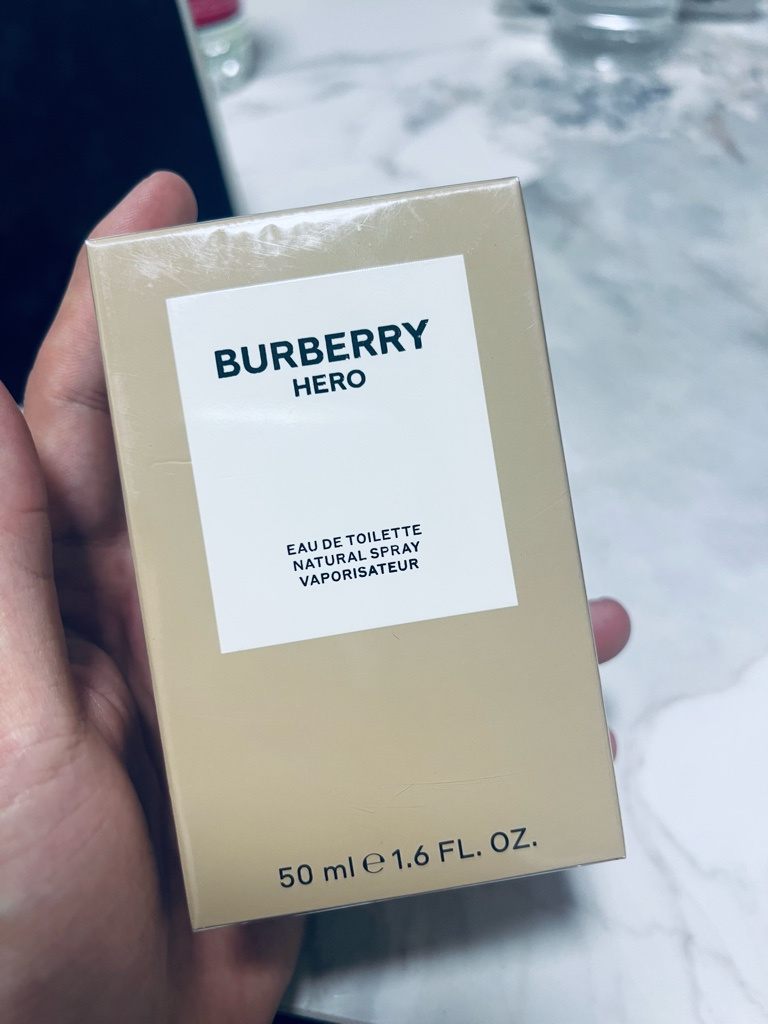 BURBERRY
HERO
EAU DE TOILETTE
NATURAL SPRAY
VAPORISATEUR
50 ml ℮ 1.6 FL. OZ.